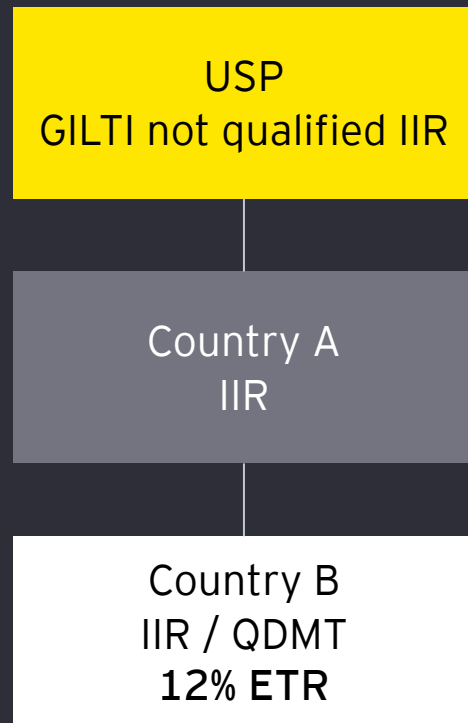 USP
GILTI not qualified IIR
Country A
IIR
Country B
IIR / QDMT
12% ETR